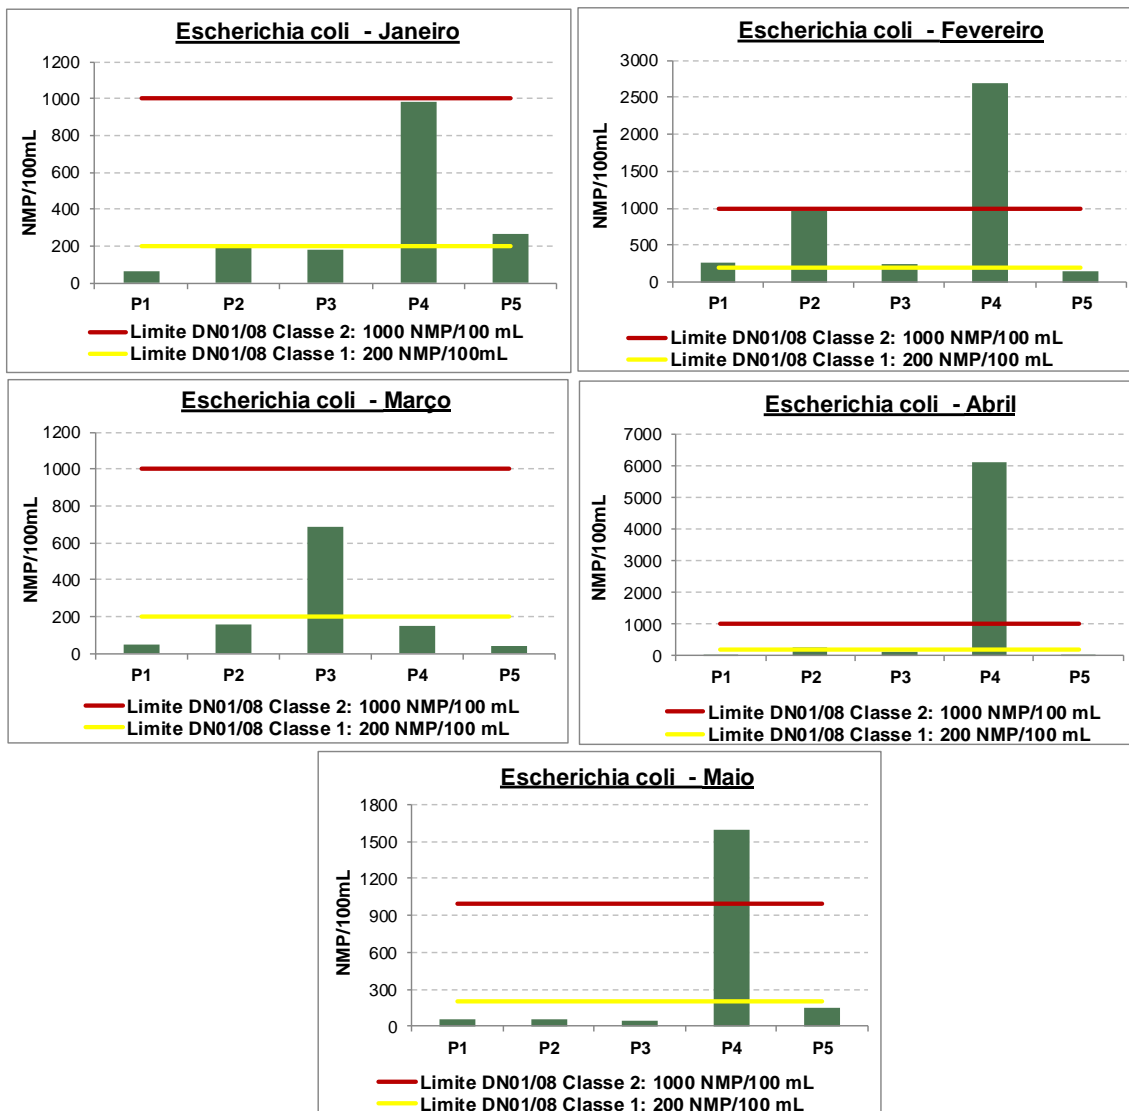 Escherichia coli - Janeiro
NMP/100mL
1200
1000
800
600
400
200
0
P1 P2 P3 P4 P5
Limite DN01/08 Classe 2: 1000 NMP/100 mL
Limite DN01/08 Classe 1: 200 NMP/100mL
Escherichia coli - Fevereiro
NMP/100mL
3000
2500
2000
1500
1000
500
0
P1 P2 P3 P4 P5
Limite DN01/08 Classe 2: 1000 NMP/100 mL
Limite DN01/08 Classe 1: 200 NMP/100 mL
Escherichia coli - Março
NMP/100mL
1200
1000
800
600
400
200
0
P1 P2 P3 P4 P5
Limite DN01/08 Classe 2: 1000 NMP/100 mL
Limite DN01/08 Classe 1: 200 NMP/100 mL
Escherichia coli - Abril
NMP/100mL
7000
6000
5000
4000
3000
2000
1000
0
P1 P2 P3 P4 P5
Limite DN01/08 Classe 2: 1000 NMP/100 mL
Limite DN01/08 Classe 1: 200 NMP/100 mL
Escherichia coli - Maio
NMP/100mL
1800
1500
1200
900
600
300
0
P1 P2 P3 P4 P5
Limite DN01/08 Classe 2: 1000 NMP/100 mL
Limite DN01/08 Classe 1: 200 NMP/100 mL